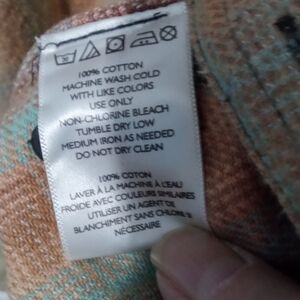 100% COTTON
MACHINE WASH COLD
WITH LIKE COLORS
USE ONLY
NON-CHLORINE BLEACH
TUMBLE DRY LOW
MEDIUM IRON AS NEEDED
DO NOT DRY CLEAN
100% COTON
LAVER À LA MACHINE À L'EAU
FROIDE AVEC COULEURS SIMILAIRES
UTILISER UN AGENT DE
BLANCHIMENT SANS CHLORE SI
NÉCESSAIRE